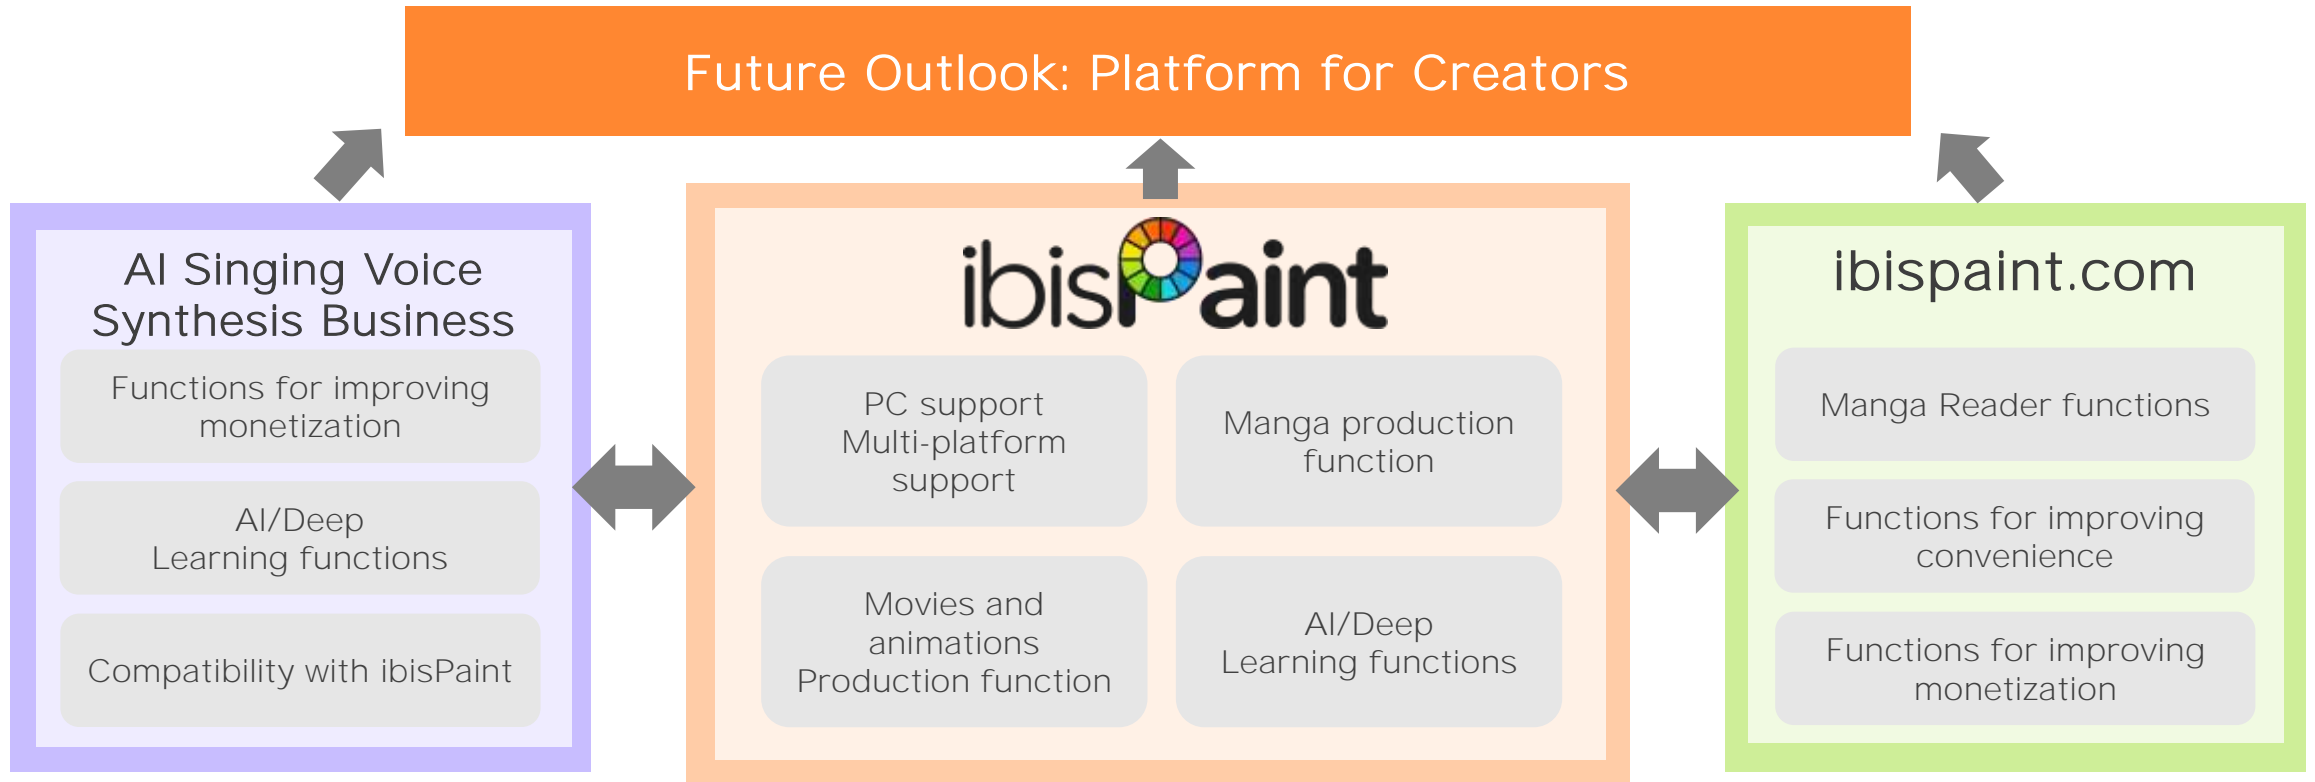 Future Outlook: Platform for Creators
AI Singing Voice
Synthesis Business
Functions for improving
monetization
AI/Deep
Learning functions
Compatibility with ibisPaint
ibisPaint
PC support
Multi-platform
support
Manga production
function
Movies and
animations
Production function
AI/Deep
Learning functions
ibispaint.com
Manga Reader functions
Functions for improving
convenience
Functions for improving
monetization